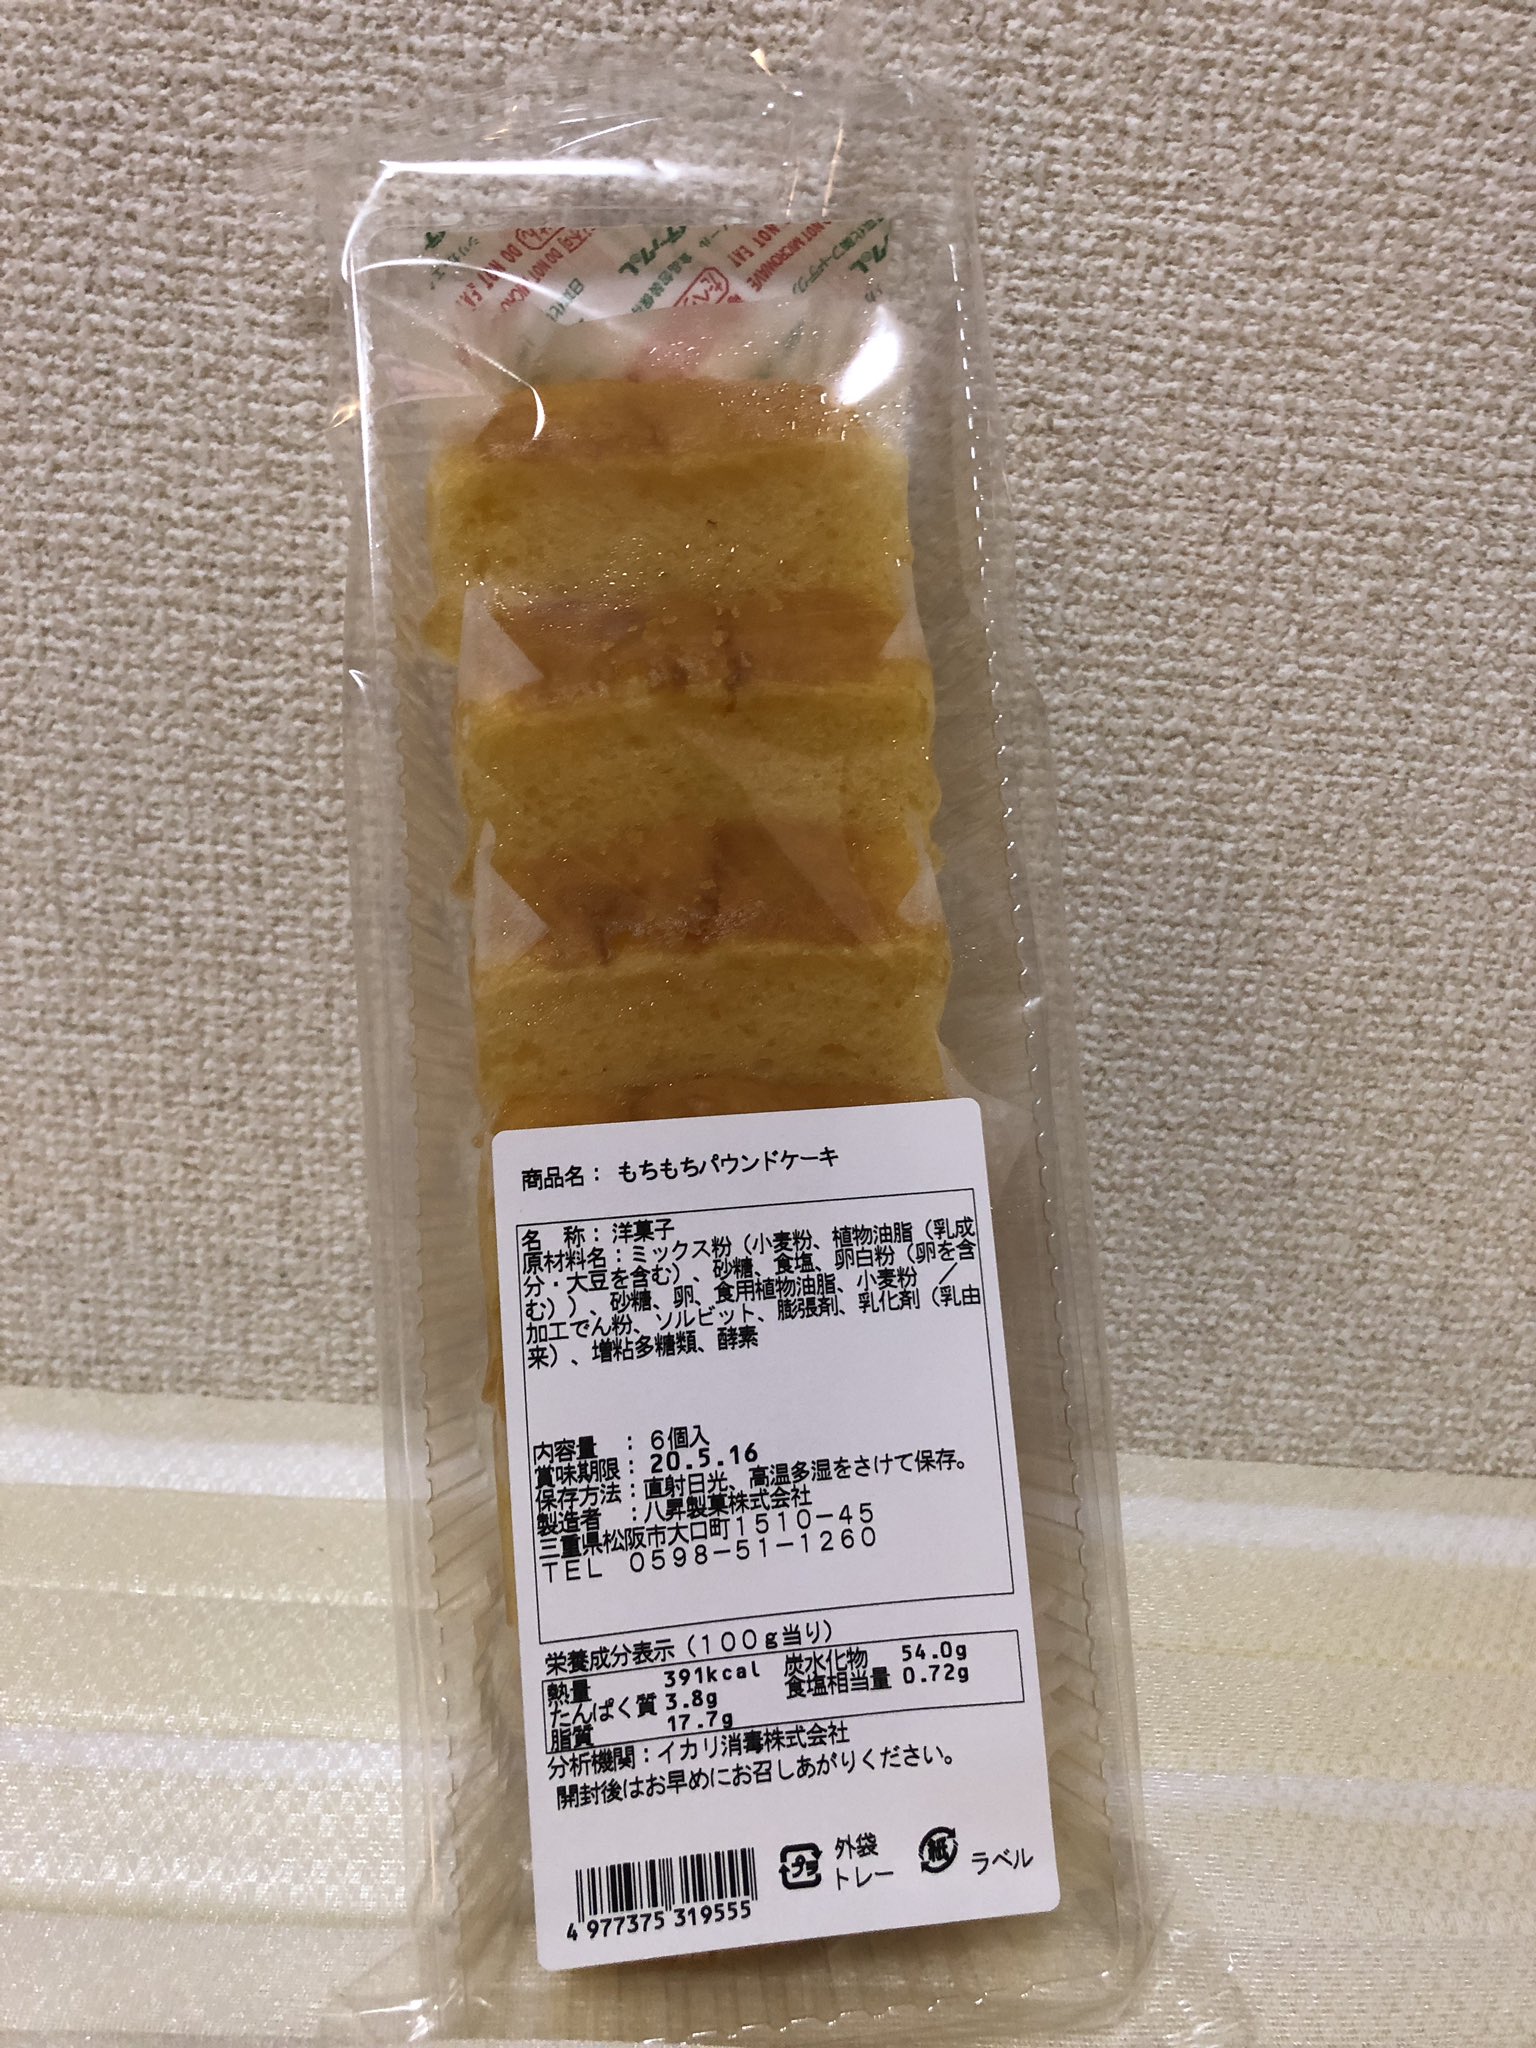 DO NOT EAT
DO NOT MICROWAVE
商品名： もちもちパウンドケーキ
名　称：洋菓子
原材料名：ミックス粉（小麦粉、植物油脂（乳成
分・大豆を含む）、砂糖、食塩、卵白粉（卵を含
む））、砂糖、卵、食用植物油脂、小麦粉　／
加工でん粉、ソルビット、膨張剤、乳化剤（乳由
来）、増粘多糖類、酵素
内容量　：６個入
賞味期限：20.5.16
保存方法：直射日光、高温多湿をさけて保存。
製造者　：八昇製菓株式会社
三重県松阪市大口町１５１０－４５
ＴＥＬ　０５９８－５１－１２６０
栄養成分表示（１００ｇ当り）
熱量 391kcal 炭水化物 54.0g
たんぱく質 3.8g 食塩相当量 0.72g
脂質 17.7g
分析機関：イカリ消毒株式会社
開封後はお早めにお召しあがりください。
プラ 外袋 トレー 紙 ラベル
4 977375 319555